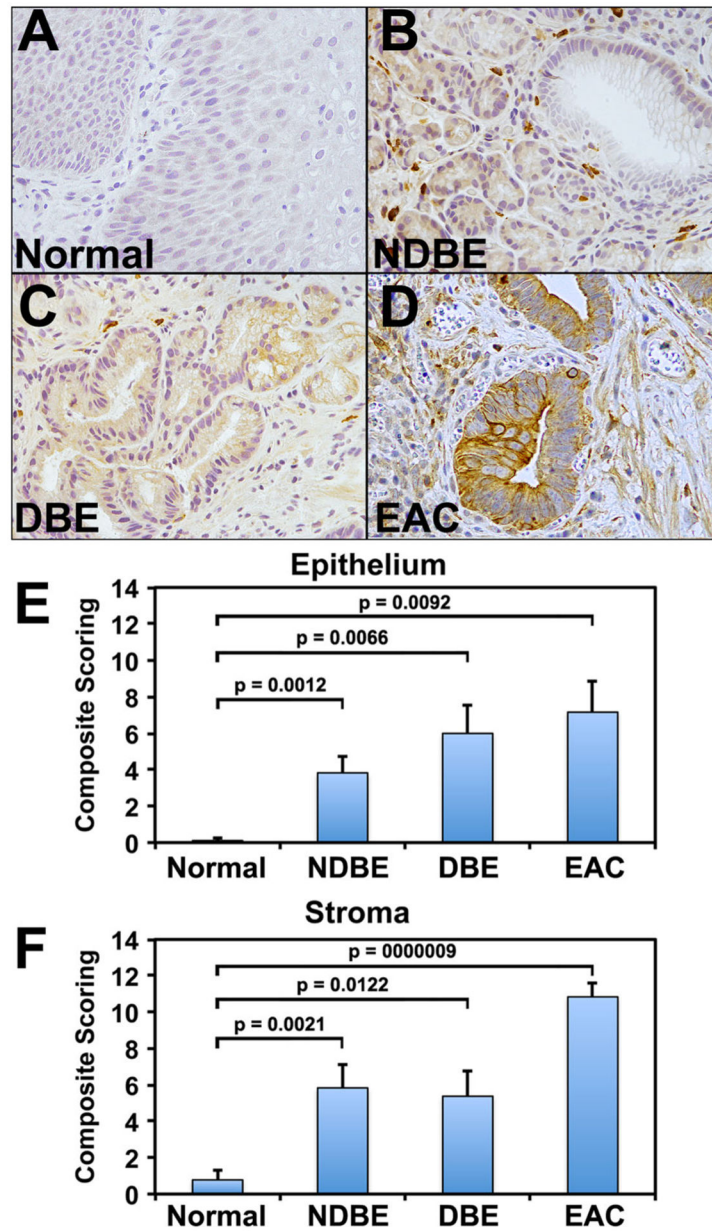 A
B
Normal
NDBE
C
D
DBE
EAC
Epithelium
E
14
12
10
8
6
4
2
0
Composite Scoring
p = 0.0092
p = 0.0066
p = 0.0012
Normal NDBE DBE EAC
Stroma
F
14
12
10
8
6
4
2
0
Composite Scoring
p = 0000009
p = 0.0122
p = 0.0021
Normal NDBE DBE EAC